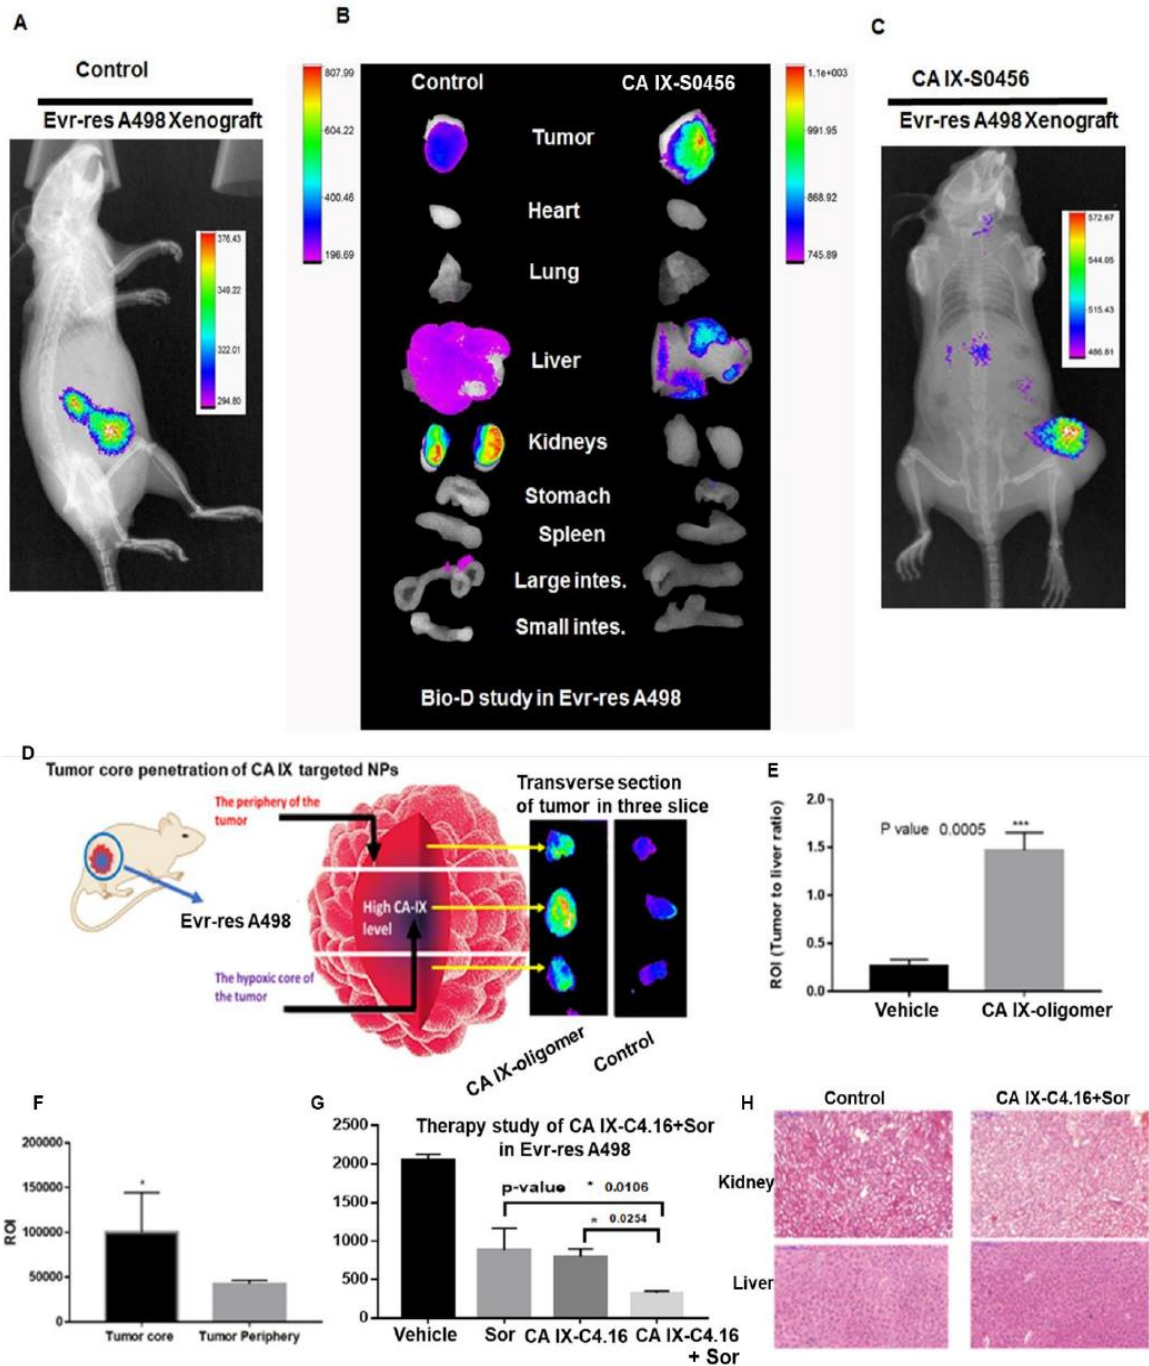 A
Control
Evr-res A498 Xenograft
376.43
349.22
322.01
294.80
B
807.99
604.22
400.46
196.69
Control
CA IX-S0456
Tumor
Heart
Lung
Liver
Kidneys
Stomach
Spleen
Large intes.
Small intes.
Bio-D study in Evr-res A498
1.1e+003
991.95
868.92
745.89
C
CA IX-S0456
Evr-res A498 Xenograft
572.67
544.05
515.43
486.81
D
Tumor core penetration of CA IX targeted NPs
The periphery of the
tumor
Evr-res A498
High CA-IX
level
The hypoxic core of
the tumor
Transverse section
of tumor in three slice
CA IX-oligomer
Control
E
ROI (Tumor to liver ratio)
2.0
1.5
1.0
0.5
0.0
P value 0.0005
***
Vehicle
CA IX-oligomer
F
ROI
200000
150000
100000
50000
0
*
Tumor core
Tumor Periphery
G
Therapy study of CA IX-C4.16+Sor
in Evr-res A498
2500
2000
1500
1000
500
0
p-value * 0.0106
* 0.0254
Vehicle
Sor
CA IX-C4.16
CA IX-C4.16
+ Sor
H
Control
CA IX-C4.16+Sor
Kidney
Liver